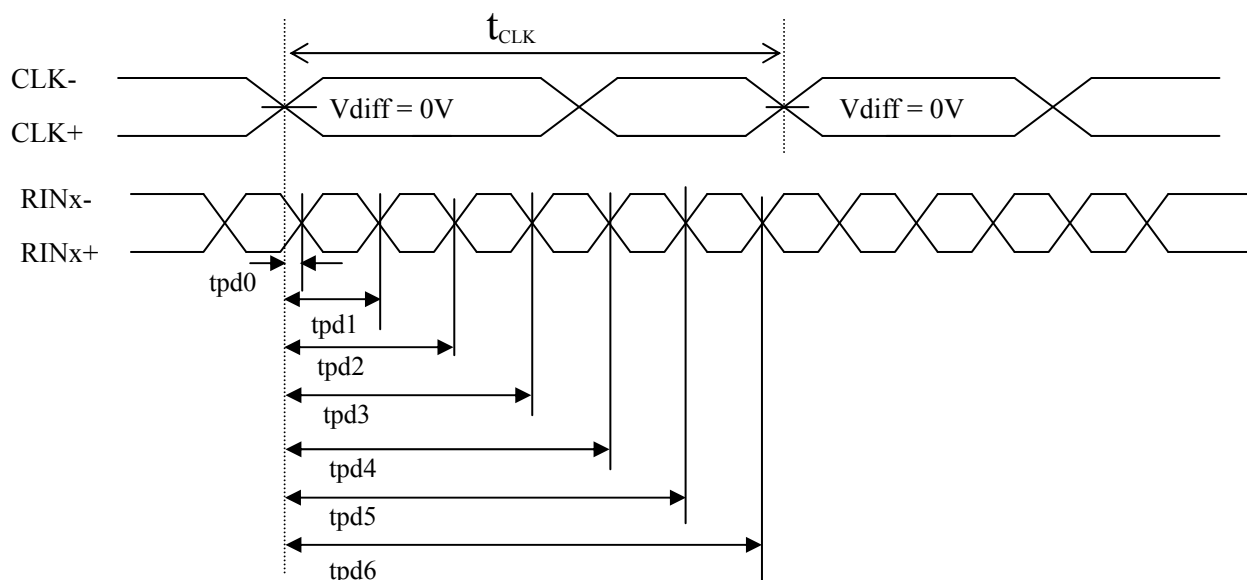 tCLK
CLK-
Vdiff = 0V Vdiff = 0V
CLK+
RINx-
RINx+
tpd0
tpd1
tpd2
tpd3
tpd4
tpd5
tpd6